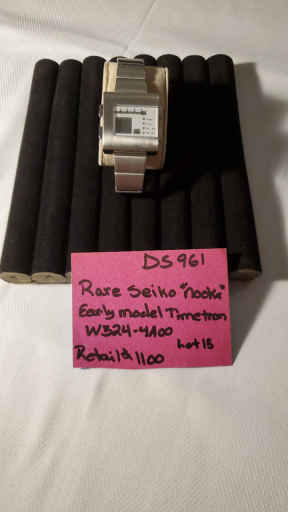 DS961
Rare Seiko "Nooka"
Early model Timetron
W324-4A00
Lot 15
Retail $1100